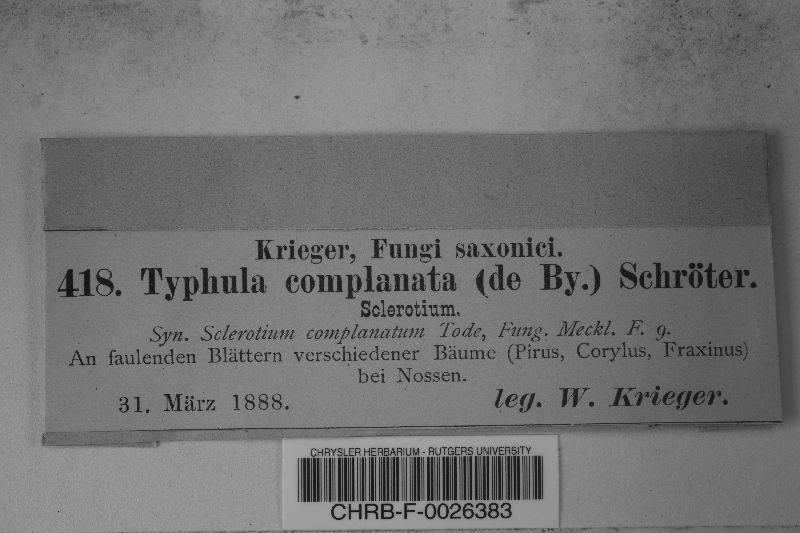 Krieger, Fungi saxonici.
418. Typhula complanata (de By.) Schröter.
Sclerotium.
Syn. Sclerotium complanatum Tode, Fung. Meckl. F. 9.
An faulenden Blättern verschiedener Bäume (Pirus, Corylus, Fraxinus)
bei Nossen.
31. März 1888. leg. W. Krieger.
CHRYSLER HERBARIUM - RUTGERS UNIVERSITY
CHRB-F-0026383